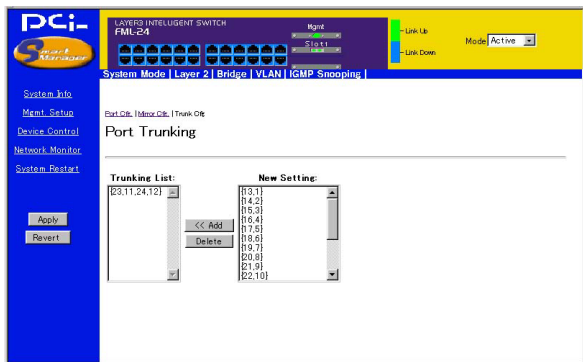 PCi-
Smart
Manager
LAYER3 INTELLIGENT SWITCH
FML-24
Mgmt
Slot1
Link Up
Link Down
Mode Active
System Mode | Layer 2 | Bridge | VLAN | IGMP Snooping |
System Info
Mgmt. Setup
Device Control
Network Monitor
System Restart
Apply
Revert
Port Cfg. | Mirror Cfg. | Trunk Cfg
Port Trunking
Trunking List:
{23,11,24,12}
<< Add
Delete
New Setting:
{13,1}
{14,2}
{15,3}
{16,4}
{17,5}
{18,6}
{19,7}
{20,8}
{21,9}
{22,10}